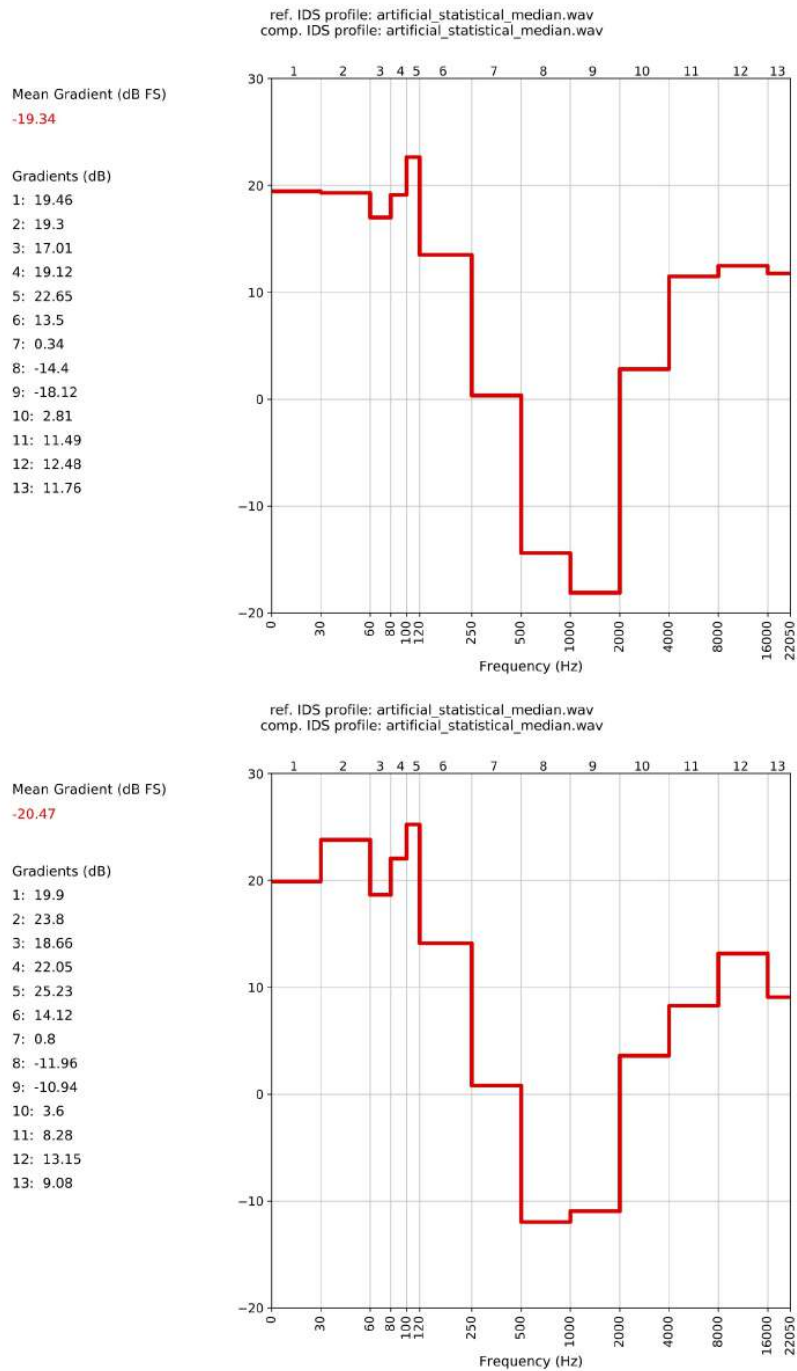 ref. IDS profile: artificial_statistical_median.wav
comp. IDS profile: artificial_statistical_median.wav
Mean Gradient (dB FS)
-19.34
Gradients (dB)
1: 19.46
2: 19.3
3: 17.01
4: 19.12
5: 22.65
6: 13.5
7: 0.34
8: -14.4
9: -18.12
10: 2.81
11: 11.49
12: 12.48
13: 11.76
1 2 3 4 5 6 7 8 9 10 11 12 13
30
20
10
0
−10
−20
0 30 60 80 100 120 250 500 1000 2000 4000 8000 16000 22050
Frequency (Hz)
ref. IDS profile: artificial_statistical_median.wav
comp. IDS profile: artificial_statistical_median.wav
Mean Gradient (dB FS)
-20.47
Gradients (dB)
1: 19.9
2: 23.8
3: 18.66
4: 22.05
5: 25.23
6: 14.12
7: 0.8
8: -11.96
9: -10.94
10: 3.6
11: 8.28
12: 13.15
13: 9.08
1 2 3 4 5 6 7 8 9 10 11 12 13
30
20
10
0
−10
−20
0 30 60 80 100 120 250 500 1000 2000 4000 8000 16000 22050
Frequency (Hz)